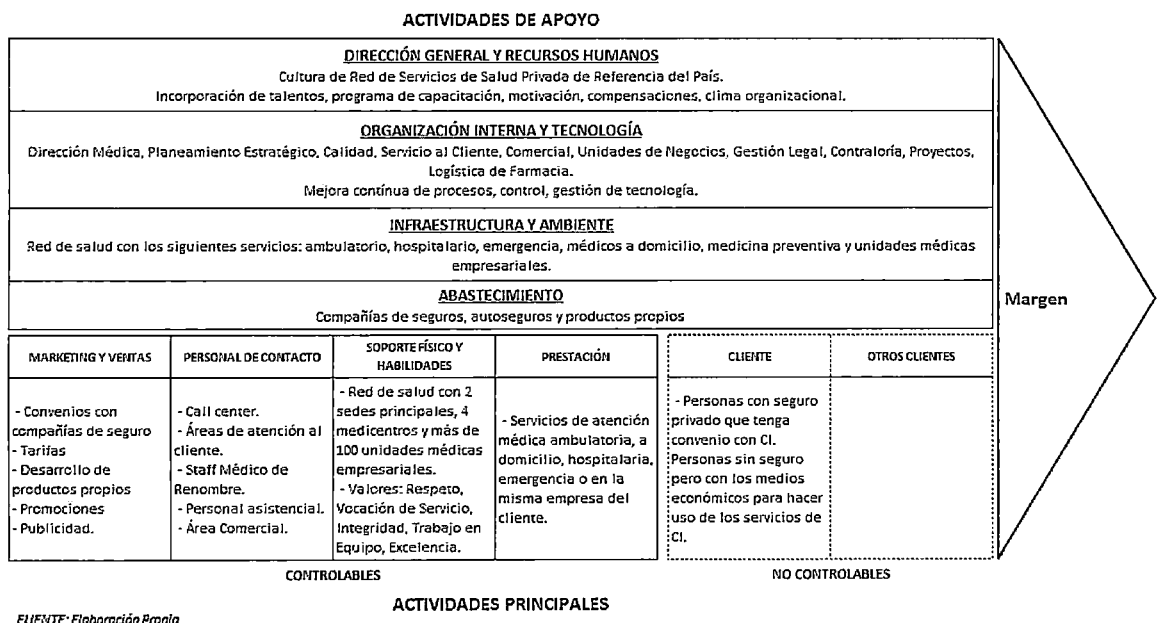 ACTIVIDADES DE APOYO
DIRECCIÓN GENERAL Y RECURSOS HUMANOS
Cultura de Red de Servicios de Salud Privada de Referencia del País.
Incorporación de talentos, programa de capacitación, motivación, compensaciones, clima organizacional.
ORGANIZACIÓN INTERNA Y TECNOLOGÍA
Dirección Médica, Planeamiento Estratégico, Calidad, Servicio al Cliente, Comercial, Unidades de Negocios, Gestión Legal, Contraloría, Proyectos,
Logística de Farmacia.
Mejora contínua de procesos, control, gestión de tecnología.
INFRAESTRUCTURA Y AMBIENTE
Red de salud con los siguientes servicios: ambulatorio, hospitalario, emergencia, médicos a domicilio, medicina preventiva y unidades médicas
empresariales.
ABASTECIMIENTO
Compañías de seguros, autoseguros y productos propios
Margen
MARKETING Y VENTAS
- Convenios con
compañías de seguro
- Tarifas
- Desarrollo de
productos propios
- Promociones
- Publicidad.
PERSONAL DE CONTACTO
- Call center.
- Áreas de atención al
cliente.
- Staff Médico de
Renombre.
- Personal asistencial.
- Área Comercial.
SOPORTE FÍSICO Y
HABILIDADES
- Red de salud con 2
sedes principales, 4
medicentros y más de
100 unidades médicas
empresariales.
- Valores: Respeto,
Vocación de Servicio,
Integridad, Trabajo en
Equipo, Excelencia.
PRESTACIÓN
- Servicios de atención
médica ambulatoria, a
domicilio, hospitalaria,
emergencia o en la
misma empresa del
cliente.
CLIENTE
- Personas con seguro
privado que tenga
convenio con CI.
Personas sin seguro
pero con los medios
económicos para hacer
uso de los servicios de
CI.
OTROS CLIENTES
CONTROLABLES
NO CONTROLABLES
ACTIVIDADES PRINCIPALES
FUENTE: Elaboración Propia